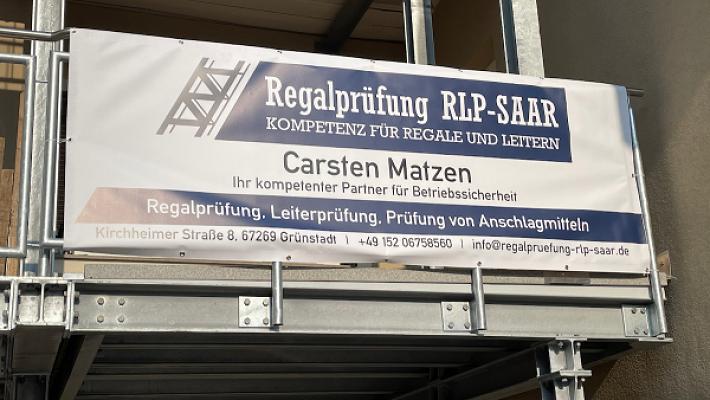 Regalprüfung RLP-SAAR
KOMPETENZ FÜR REGALE UND LEITERN
Carsten Matzen
Ihr kompetenter Partner für Betriebssicherheit
Regalprüfung, Leiterprüfung, Prüfung von Anschlagmitteln
Kirchheimer Straße 8, 67269 Grünstadt | +49 152 06758560 | info@regalpruefung-rlp-saar.de